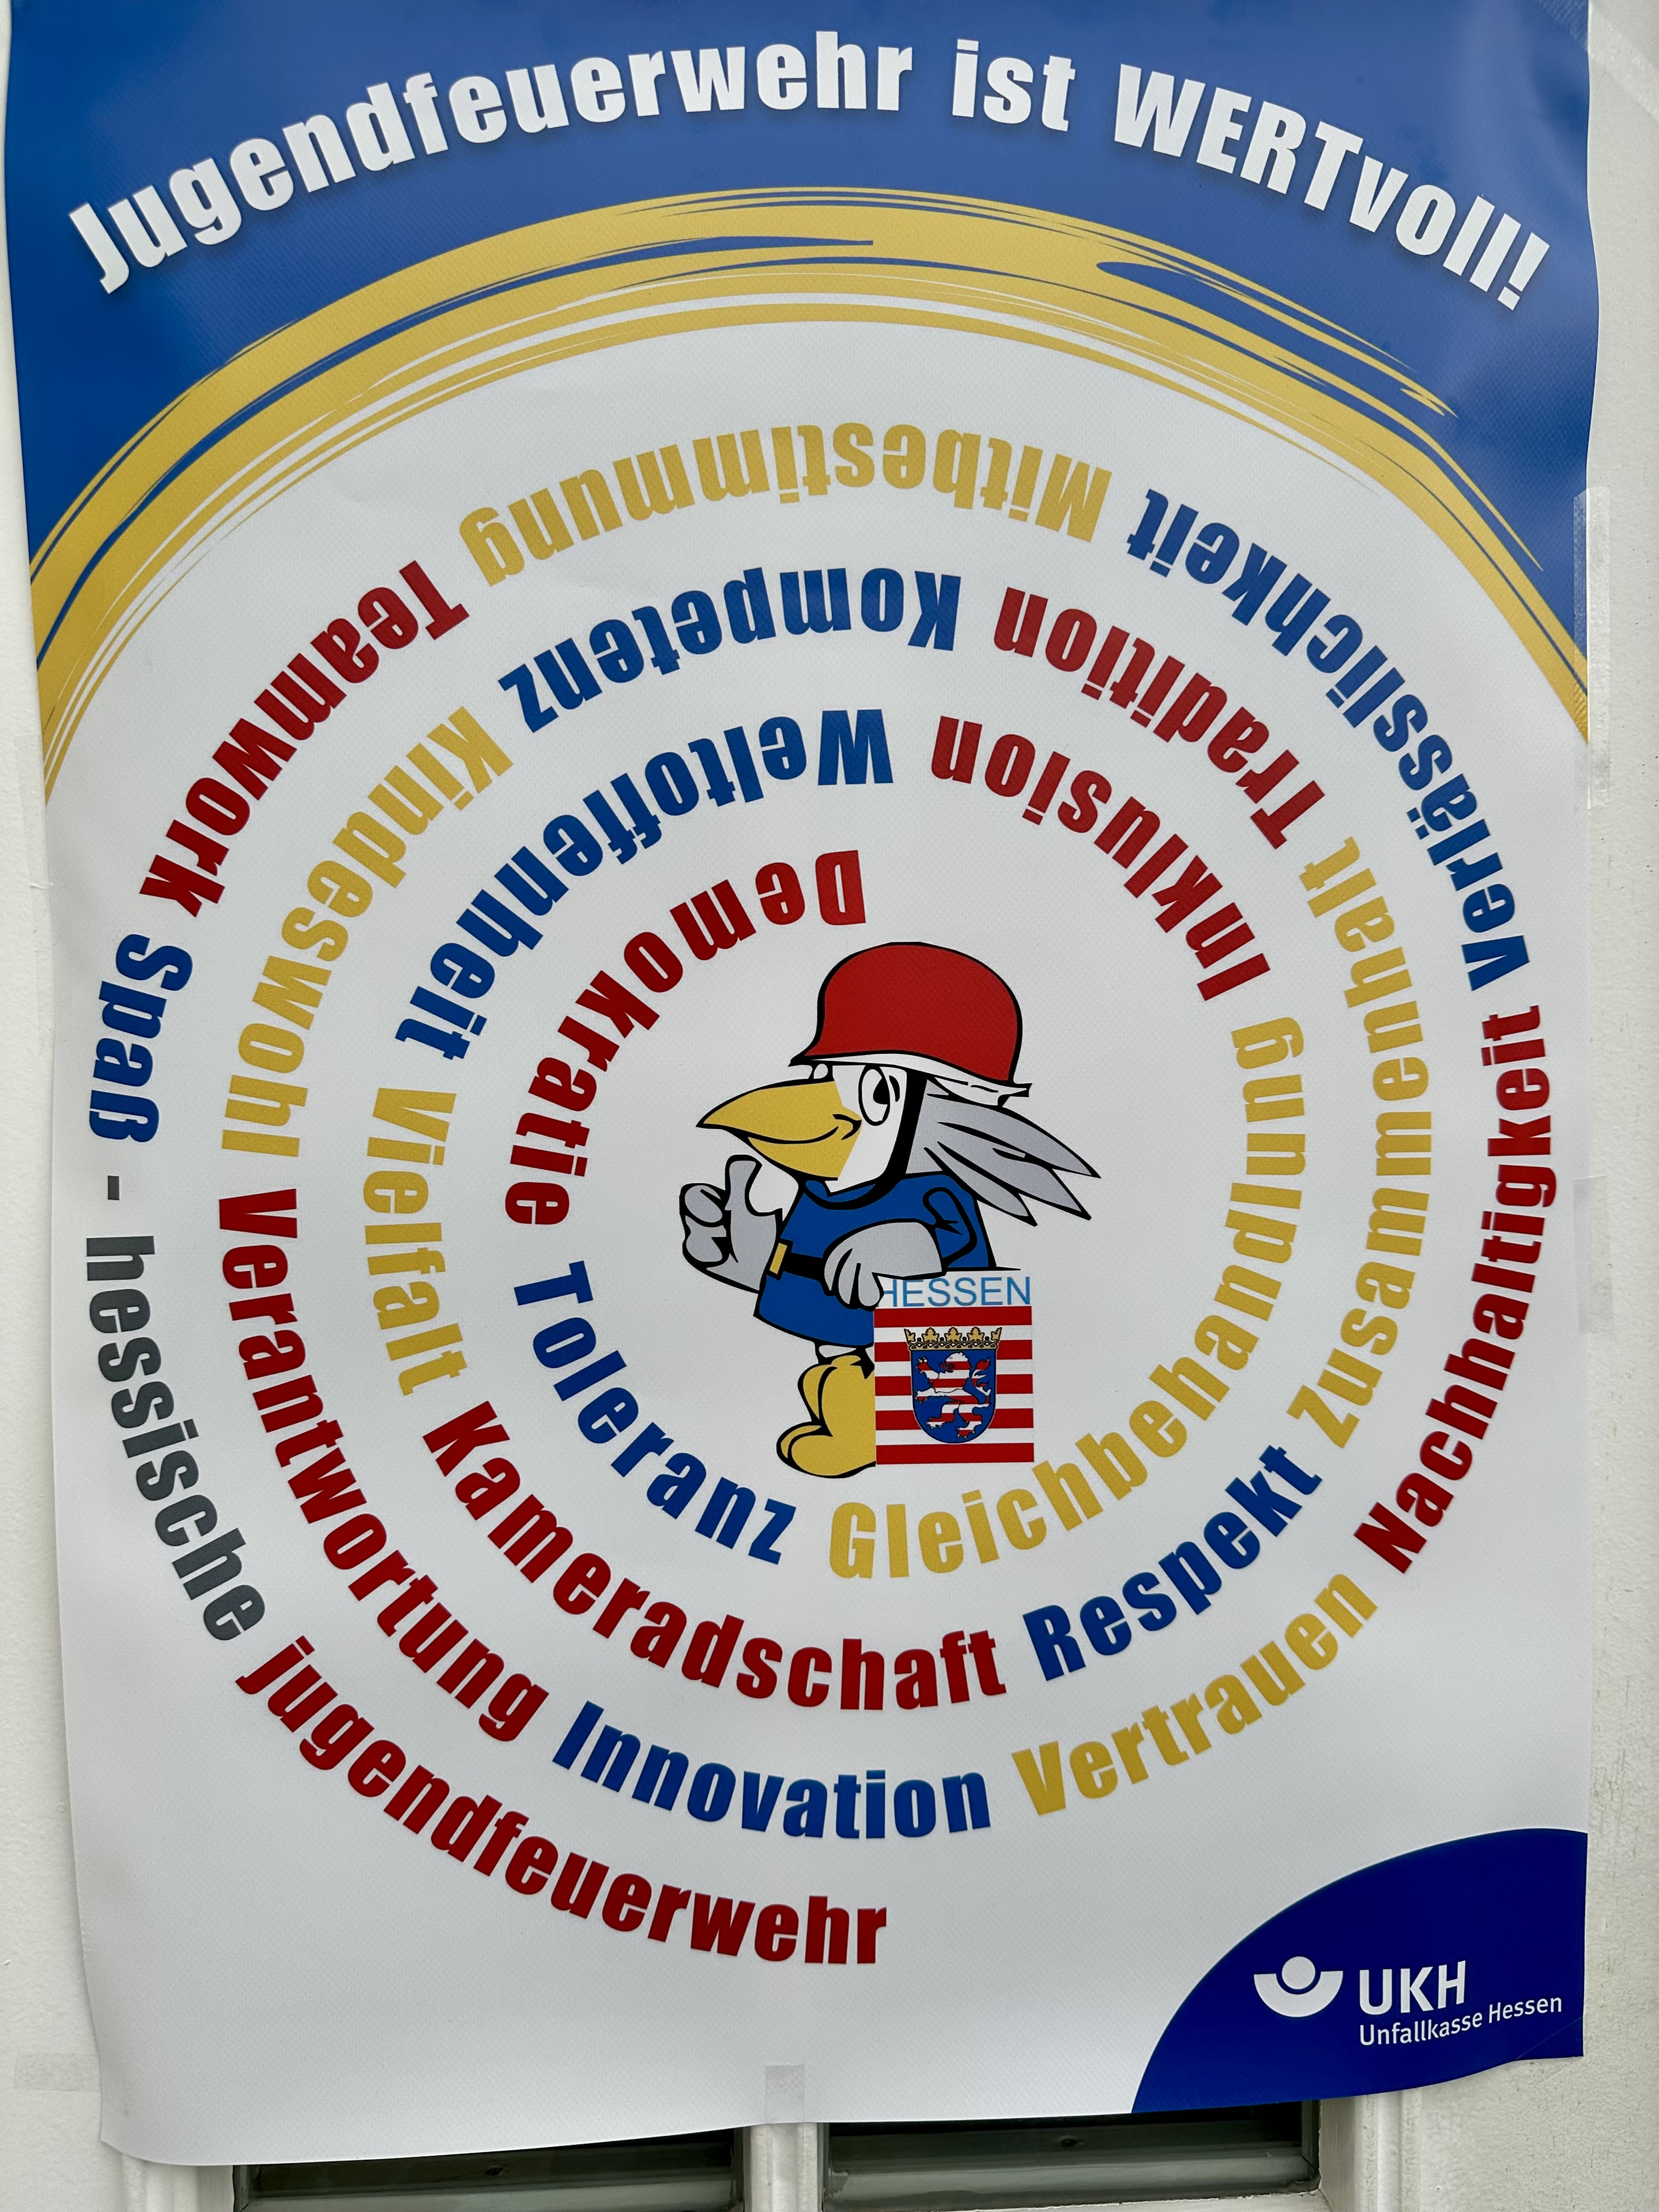 Jugendfeuerwehr ist WERTvoll!
Demokratie Toleranz Gleichbehandlung Inklusion Weltoffenheit Vielfalt Kameradschaft Respekt Zusammenhalt Tradition Kompetenz Kindeswohl Verantwortung Innovation Vertrauen Nachhaltigkeit Verlässlichkeit Mitbestimmung Teamwork Spaß - hessische jugendfeuerwehr
HESSEN
UKH
Unfallkasse Hessen